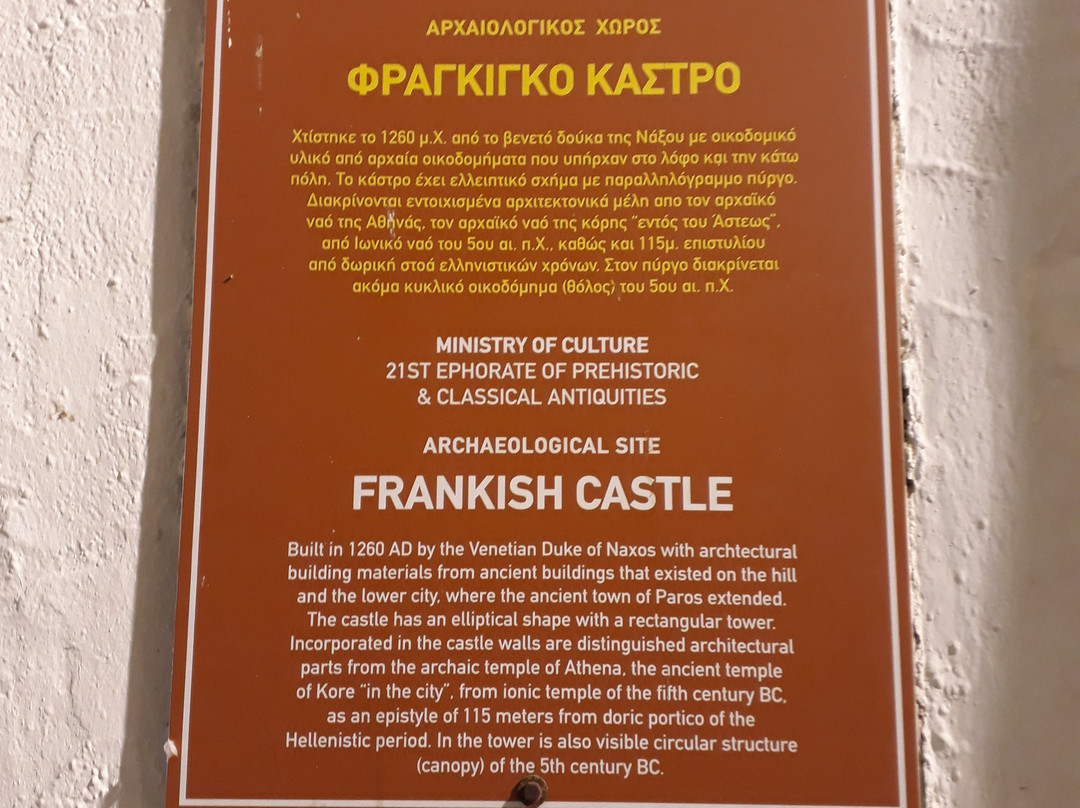 ΑΡΧΑΙΟΛΟΓΙΚΟΣ ΧΩΡΟΣ
ΦΡΑΓΚΙΓΚΟ ΚΑΣΤΡΟ
Χτίστηκε το 1260 μ.Χ. από το βενετό δούκα της Νάξου με οικοδομικό
υλικό από αρχαία οικοδομήματα που υπήρχαν στο λόφο και την κάτω
πόλη. Το κάστρο έχει ελλειπτικό σχήμα με παραλληλόγραμμο πύργο.
Διακρίνονται εντοιχισμένα αρχιτεκτονικά μέλη απο τον αρχαϊκό
ναό της Αθηνάς, τον αρχαϊκό ναό της κόρης "εντός του Άστεως",
από Ιωνικό ναό του 5ου αι. π.Χ., καθώς και 115μ. επιστυλίου
από δωρική στοά ελληνιστικών χρόνων. Στον πύργο διακρίνεται
ακόμα κυκλικό οικοδόμημα (θόλος) του 5ου αι. π.Χ.
MINISTRY OF CULTURE
21ST EPHORATE OF PREHISTORIC
& CLASSICAL ANTIQUITIES
ARCHAEOLOGICAL SITE
FRANKISH CASTLE
Built in 1260 AD by the Venetian Duke of Naxos with archtectural
building materials from ancient buildings that existed on the hill
and the lower city, where the ancient town of Paros extended.
The castle has an elliptical shape with a rectangular tower.
Incorporated in the castle walls are distinguished architectural
parts from the archaic temple of Athena, the ancient temple
of Kore "in the city", from ionic temple of the fifth century BC,
as an epistyle of 115 meters from doric portico of the
Hellenistic period. In the tower is also visible circular structure
(canopy) of the 5th century BC.